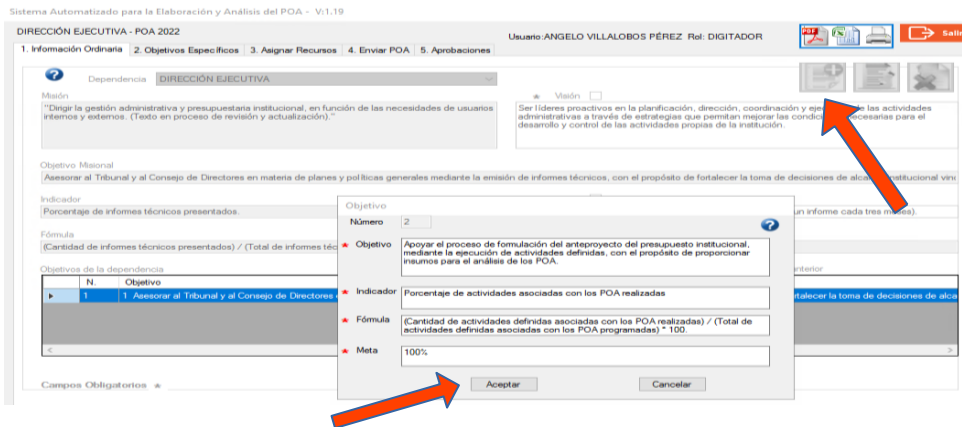 Sistema Automatizado para la Elaboración y Análisis del POA - V:1.19
DIRECCIÓN EJECUTIVA - POA 2022
Usuario:ANGELO VILLALOBOS PÉREZ Rol: DIGITADOR
PDF
Salir
1. Información Ordinaria 2. Objetivos Específicos 3. Asignar Recursos 4. Enviar POA 5. Aprobaciones
Dependencia DIRECCIÓN EJECUTIVA
Misión
"Dirigir la gestión administrativa y presupuestaria institucional, en función de las necesidades de usuarios
internos y externos. (Texto en proceso de revisión y actualización)."
* Visión
Ser líderes proactivos en la planificación, dirección, coordinación y eje de las actividades
administrativas a través de estrategias que permitan mejorar las condici necesarias para el
desarrollo y control de las actividades propias de la institución.
Objetivo Misional
Asesorar al Tribunal y al Consejo de Directores en materia de planes y políticas generales mediante la emisión de informes técnicos, con el propósito de fortalecer la toma de decisiones de alca institucional vinc
Indicador
Porcentaje de informes técnicos presentados.
un informe cada tres meses).
Fórmula
(Cantidad de informes técnicos presentados) / (Total de informes téc
Objetivos de la dependencia
anterior
N. Objetivo
1 1 Asesorar al Tribunal y al Consejo de Directores
rtalecer la toma de decisiones de alca
Campos Obligatorios *
Objetivo
Número 2
* Objetivo Apoyar el proceso de formulación del anteproyecto del presupuesto institucional,
mediante la ejecución de actividades definidas, con el propósito de proporcionar
insumos para el análisis de los POA.
* Indicador Porcentaje de actividades asociadas con los POA realizadas
* Fórmula (Cantidad de actividades definidas asociadas con los POA realizadas) / (Total de
actividades definidas asociadas con los POA programadas) * 100.
* Meta 100%
Aceptar Cancelar